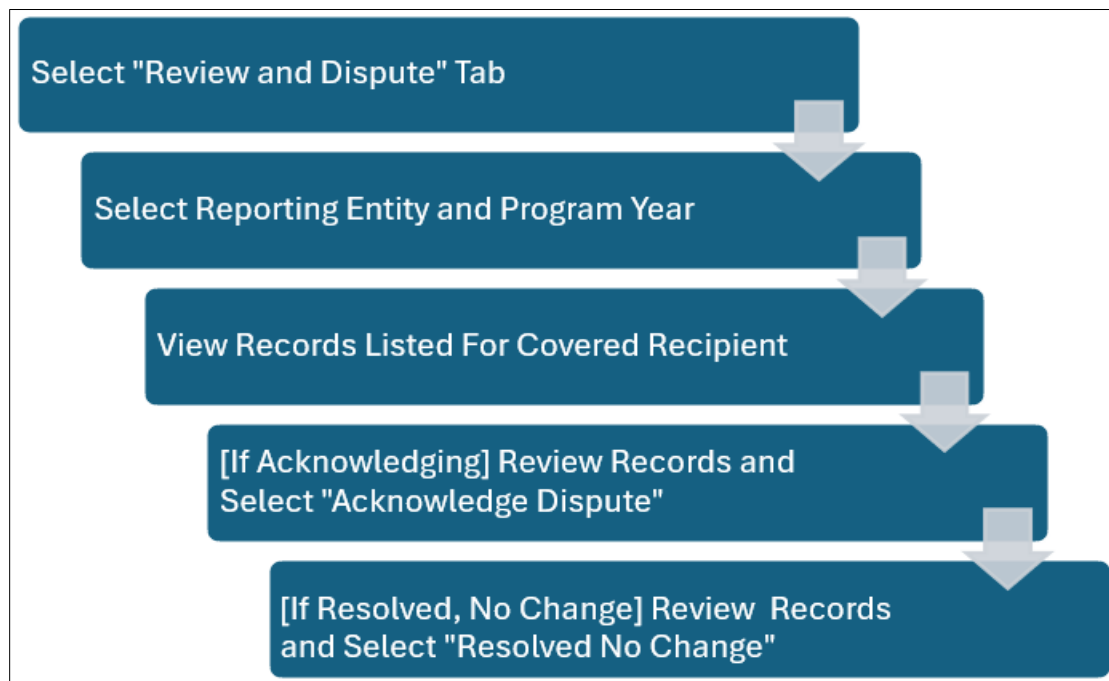 Select "Review and Dispute" Tab
Select Reporting Entity and Program Year
View Records Listed For Covered Recipient
[If Acknowledging] Review Records and
Select "Acknowledge Dispute"
[If Resolved, No Change] Review  Records
and Select "Resolved No Change"